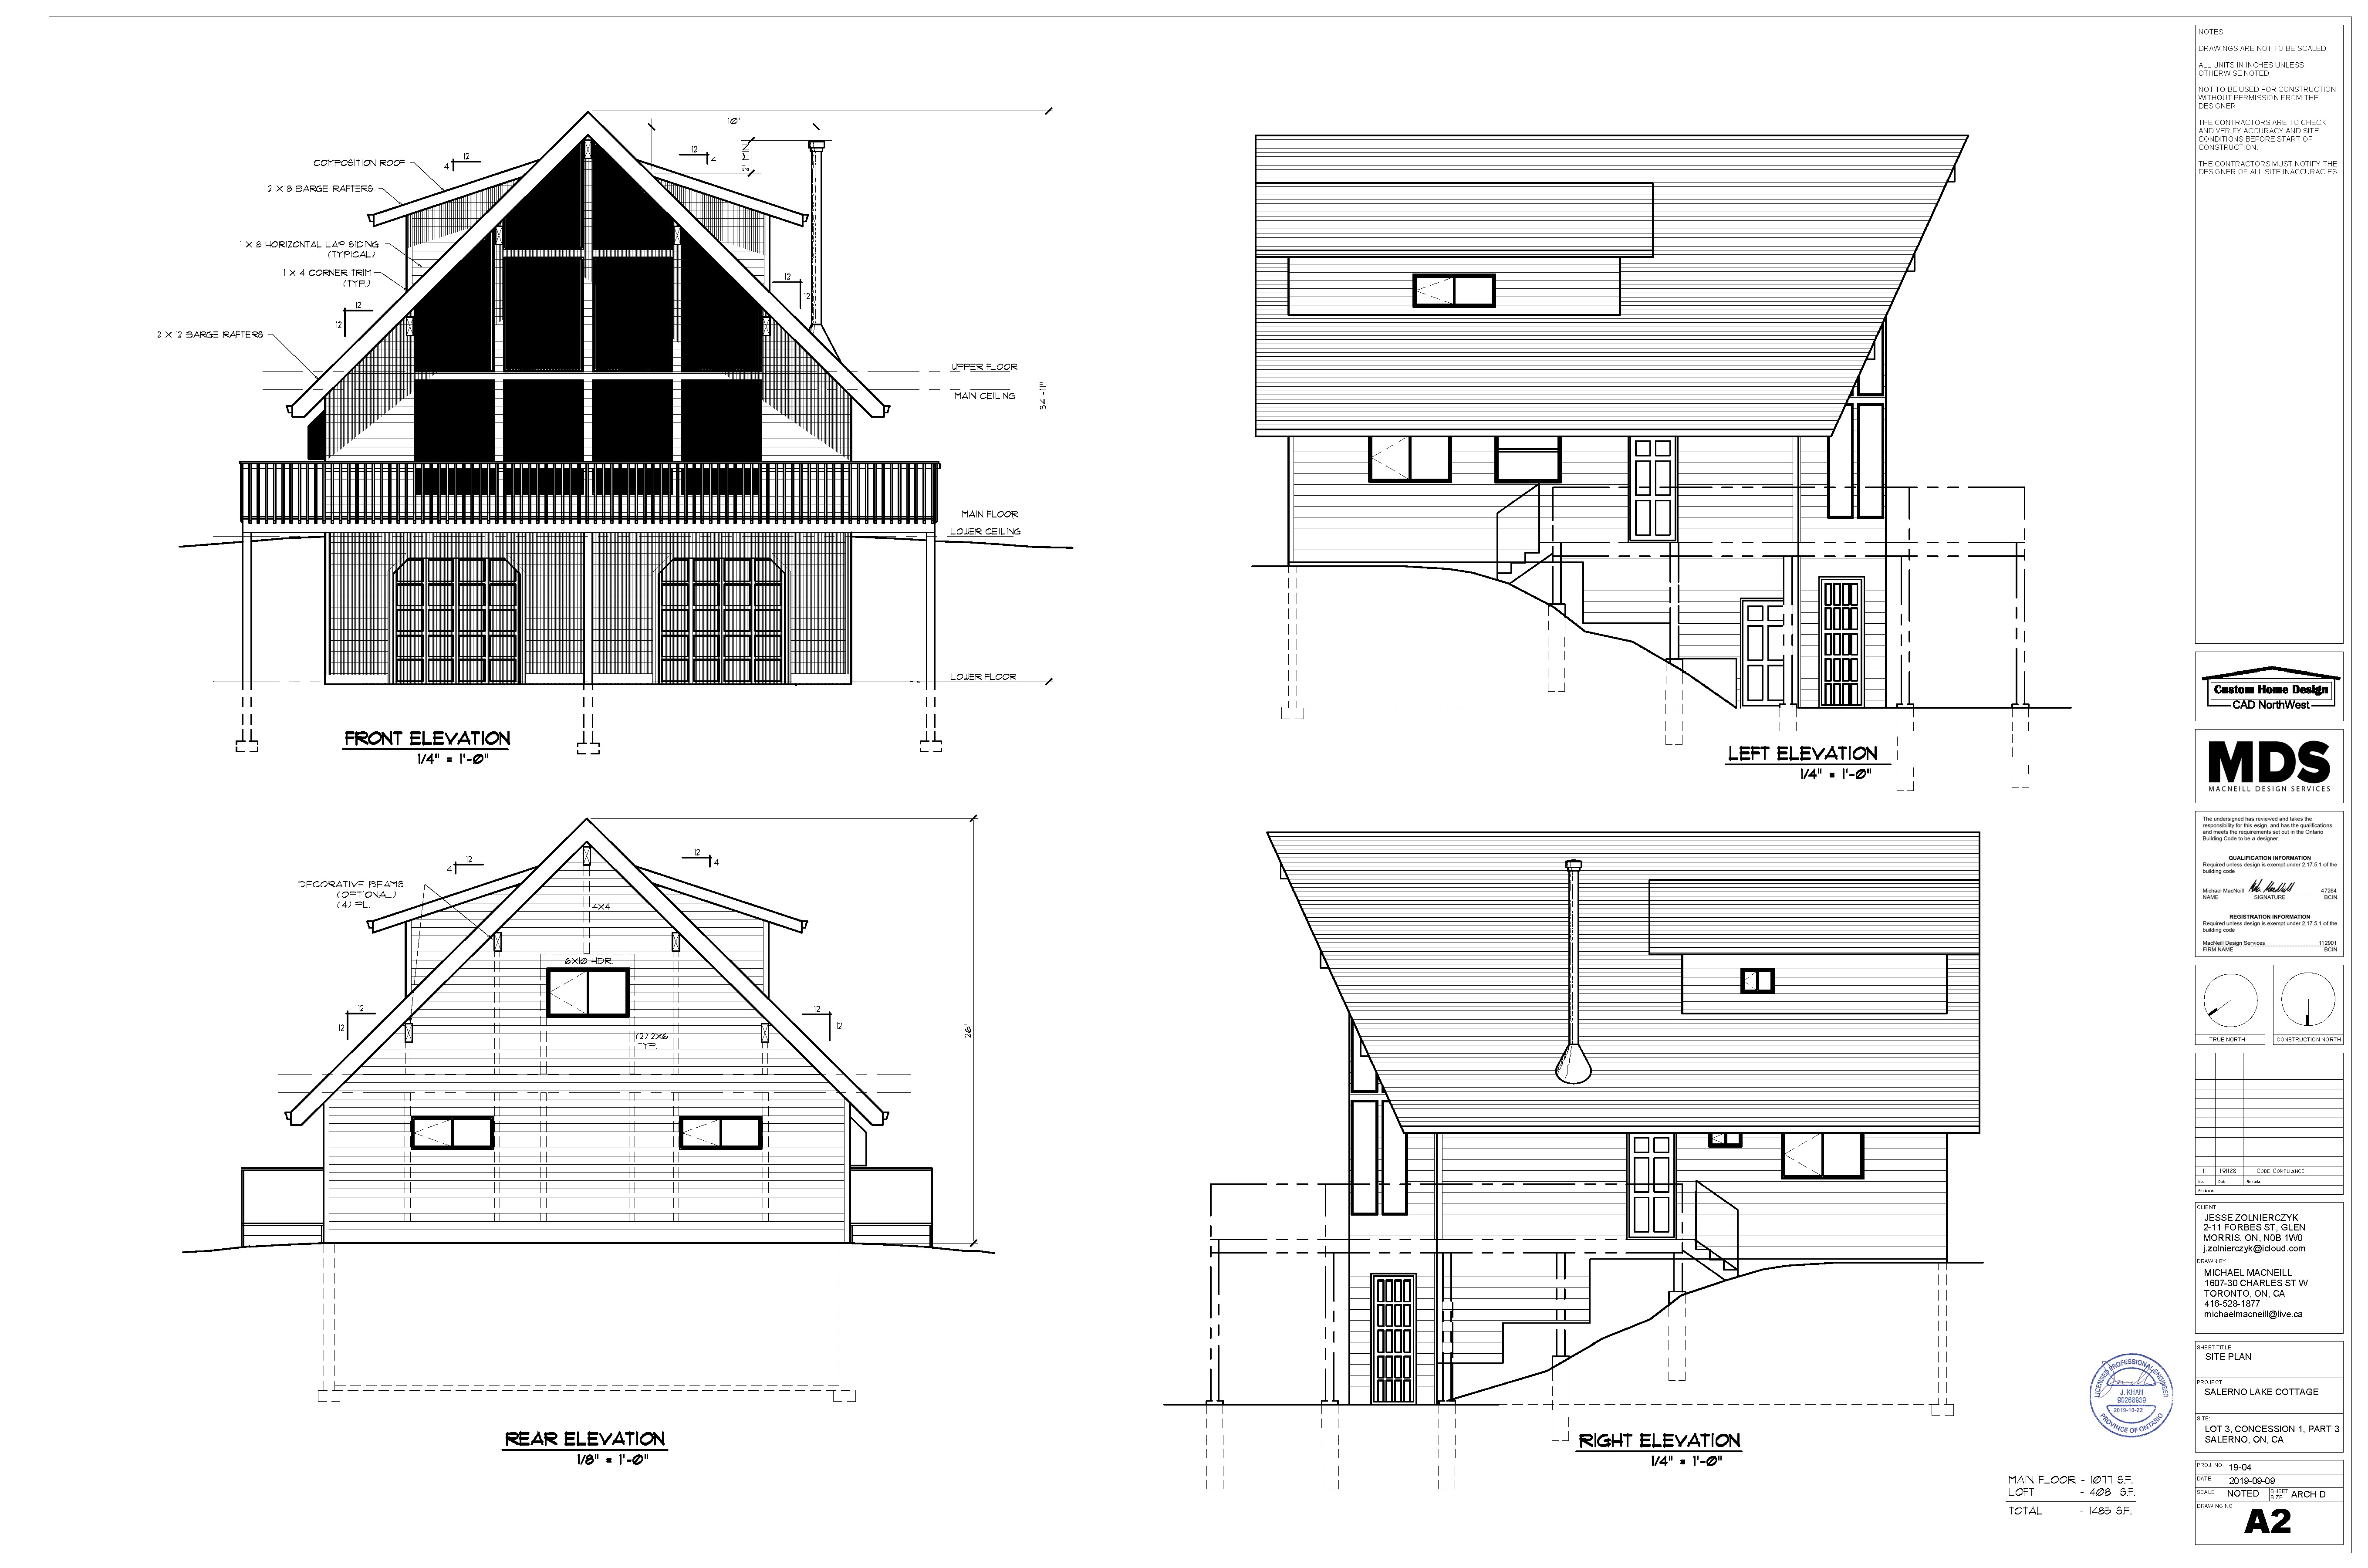 COMPOSITION ROOF
2 X 8 BARGE RAFTERS
1 X 8 HORIZONTAL LAP SIDING
(TYPICAL)
1 X 4 CORNER TRIM
(TYP.)
2 X 12 BARGE RAFTERS
12
4
12
12
10'
12
4
2' MIN.
12
12
34'-11"
UPPER FLOOR
MAIN CEILING
MAIN FLOOR
LOWER CEILING
LOWER FLOOR
FRONT ELEVATION
1/4" = 1'-0"
LEFT ELEVATION
1/4" = 1'-0"
DECORATIVE BEAMS
(OPTIONAL)
(4) PL.
12
4
12
4
4X4
6X10 HDR.
12
12
12
12
(2) 2X6
TYP.
26'
REAR ELEVATION
1/8" = 1'-0"
RIGHT ELEVATION
1/4" = 1'-0"
MAIN FLOOR - 1077 S.F.
LOFT - 408 S.F.
TOTAL - 1485 S.F.
LICENSED PROFESSIONAL ENGINEER
J. KHAN
2019-10-22
PROVINCE OF ONTARIO
NOTES:
DRAWINGS ARE NOT TO BE SCALED
ALL UNITS IN INCHES UNLESS
OTHERWISE NOTED
NOT TO BE USED FOR CONSTRUCTION
WITHOUT PERMISSION FROM THE
DESIGNER
THE CONTRACTORS ARE TO CHECK
AND VERIFY ACCURACY AND SITE
CONDITIONS BEFORE START OF
CONSTRUCTION.
THE CONTRACTORS MUST NOTIFY THE
DESIGNER OF ALL SITE INACCURACIES.
Custom Home Design
CAD NorthWest
MDS
MACNEILL DESIGN SERVICES
The undersigned has reviewed and takes the
responsibility for this esign, and has the qualifications
and meets the requirements set out in the Ontario
Building Code to be a designer.
QUALIFICATION INFORMATION
Required unless design is exempt under 2.17.5.1 of the
building code
Michael MacNeill 47264
NAME SIGNATURE BCIN
REGISTRATION INFORMATION
Required unless design is exempt under 2.17.5.1 of the
building code
MacNeill Design Services 112901
FIRM NAME BCIN
TRUE NORTH
CONSTRUCTION NORTH
1 191128 CODE COMPLIANCE
No. Date Remarks
Revisions
CLIENT
JESSE ZOLNIERCZYK
2-11 FORBES ST, GLEN
MORRIS, ON, N0B 1W0
j.zolnierczyk@icloud.com
DRAWN BY
MICHAEL MACNEILL
1607-30 CHARLES ST W
TORONTO, ON, CA
416-528-1877
michaelmacneill@live.ca
SHEET TITLE
SITE PLAN
PROJECT
SALERNO LAKE COTTAGE
SITE:
LOT 3, CONCESSION 1, PART 3
SALERNO, ON, CA
PROJ. NO. 19-04
DATE 2019-09-09
SCALE NOTED SHEET SIZE ARCH D
DRAWING NO
A2